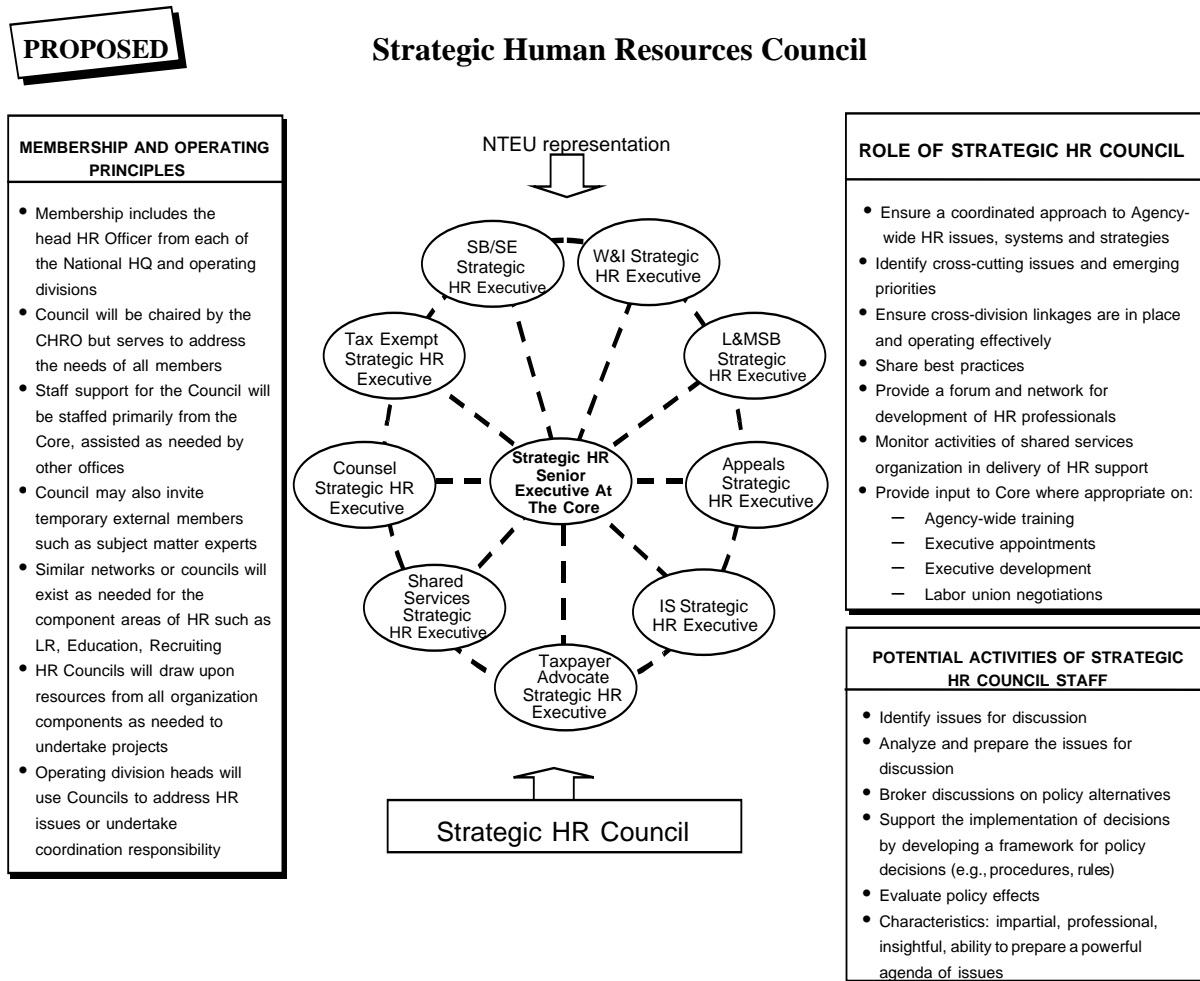 PROPOSED
Strategic Human Resources Council
MEMBERSHIP AND OPERATING
PRINCIPLES
• Membership includes the
head HR Officer from each of
the National HQ and operating
divisions
• Council will be chaired by the
CHRO but serves to address
the needs of all members
• Staff support for the Council will
be staffed primarily from the
Core, assisted as needed by
other offices
• Council may also invite
temporary external members
such as subject matter experts
• Similar networks or councils will
exist as needed for the
component areas of HR such as
LR, Education, Recruiting
• HR Councils will draw upon
resources from all organization
components as needed to
undertake projects
• Operating division heads will
use Councils to address HR
issues or undertake
coordination responsibility
NTEU representation
SB/SE
Strategic
HR Executive
W&I Strategic
HR Executive
Tax Exempt
Strategic HR
Executive
L&MSB
Strategic
HR Executive
Counsel
Strategic HR
Executive
Strategic HR
Senior
Executive At
The Core
Appeals
Strategic
HR Executive
Shared
Services
Strategic
HR Executive
IS Strategic
HR Executive
Taxpayer
Advocate
Strategic HR
Executive
Strategic HR Council
ROLE OF STRATEGIC HR COUNCIL
• Ensure a coordinated approach to Agency-
wide HR issues, systems and strategies
• Identify cross-cutting issues and emerging
priorities
• Ensure cross-division linkages are in place
and operating effectively
• Share best practices
• Provide a forum and network for
development of HR professionals
• Monitor activities of shared services
organization in delivery of HR support
• Provide input to Core where appropriate on:
– Agency-wide training
– Executive appointments
– Executive development
– Labor union negotiations
POTENTIAL ACTIVITIES OF STRATEGIC
HR COUNCIL STAFF
• Identify issues for discussion
• Analyze and prepare the issues for
discussion
• Broker discussions on policy alternatives
• Support the implementation of decisions
by developing a framework for policy
decisions (e.g., procedures, rules)
• Evaluate policy effects
• Characteristics: impartial, professional,
insightful, ability to prepare a powerful
agenda of issues